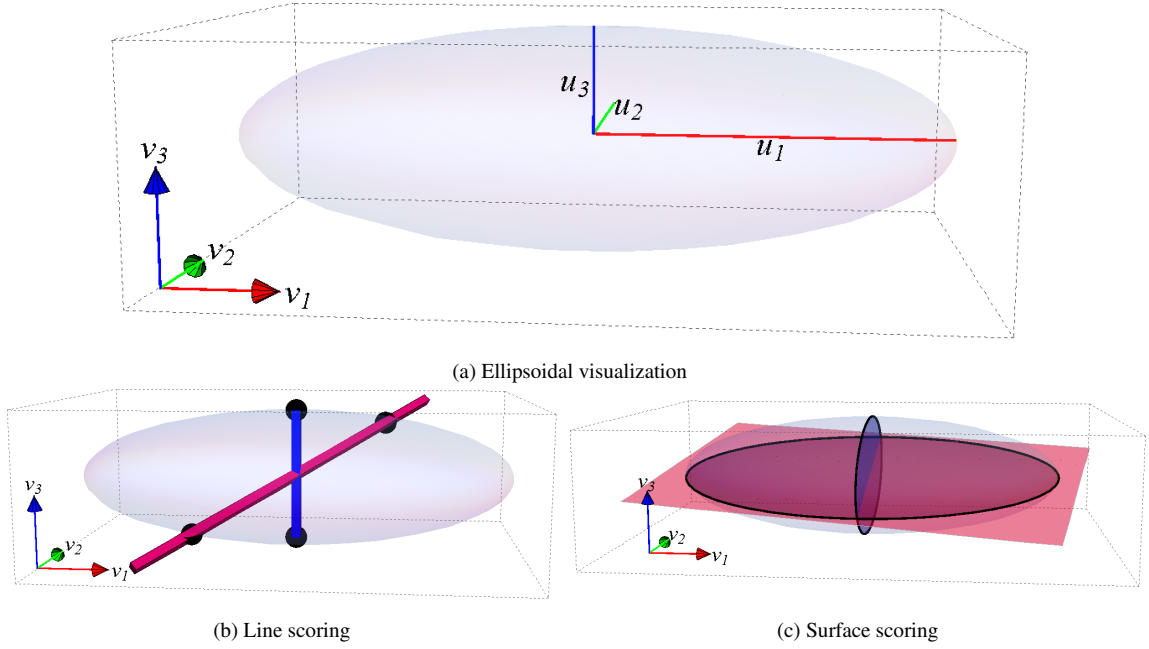 u3
u2
u1
v3
v2
v1
(a) Ellipsoidal visualization
v3
v2
v1
v3
v2
v1
(b) Line scoring
(c) Surface scoring